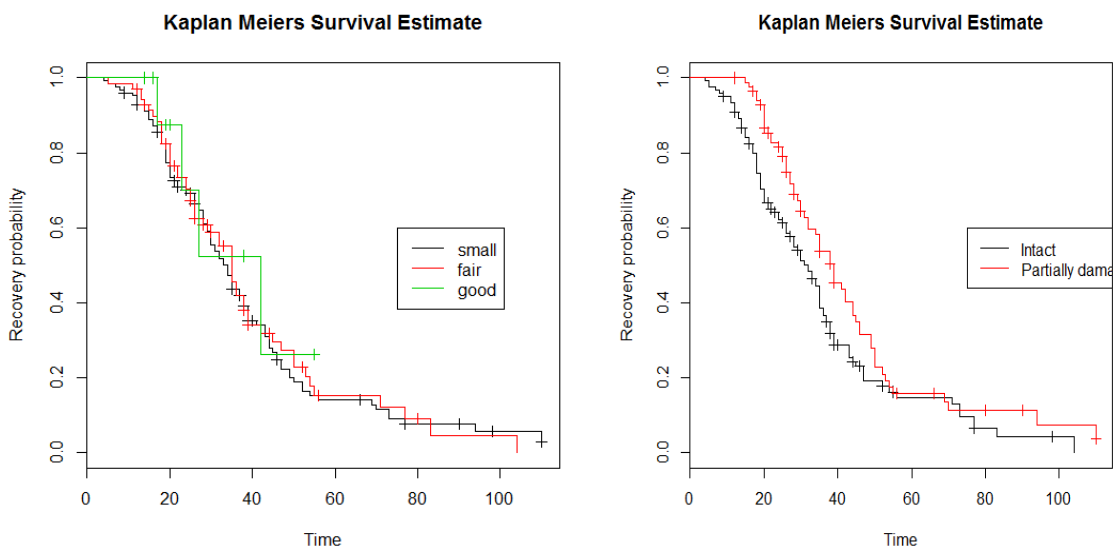 Kaplan Meiers Survival Estimate
Recovery probability
1.0
0.8
0.6
0.4
0.2
0.0
small
fair
good
0 20 40 60 80 100
Time
Kaplan Meiers Survival Estimate
Recovery probability
1.0
0.8
0.6
0.4
0.2
0.0
Intact
Partially dama
0 20 40 60 80 100
Time